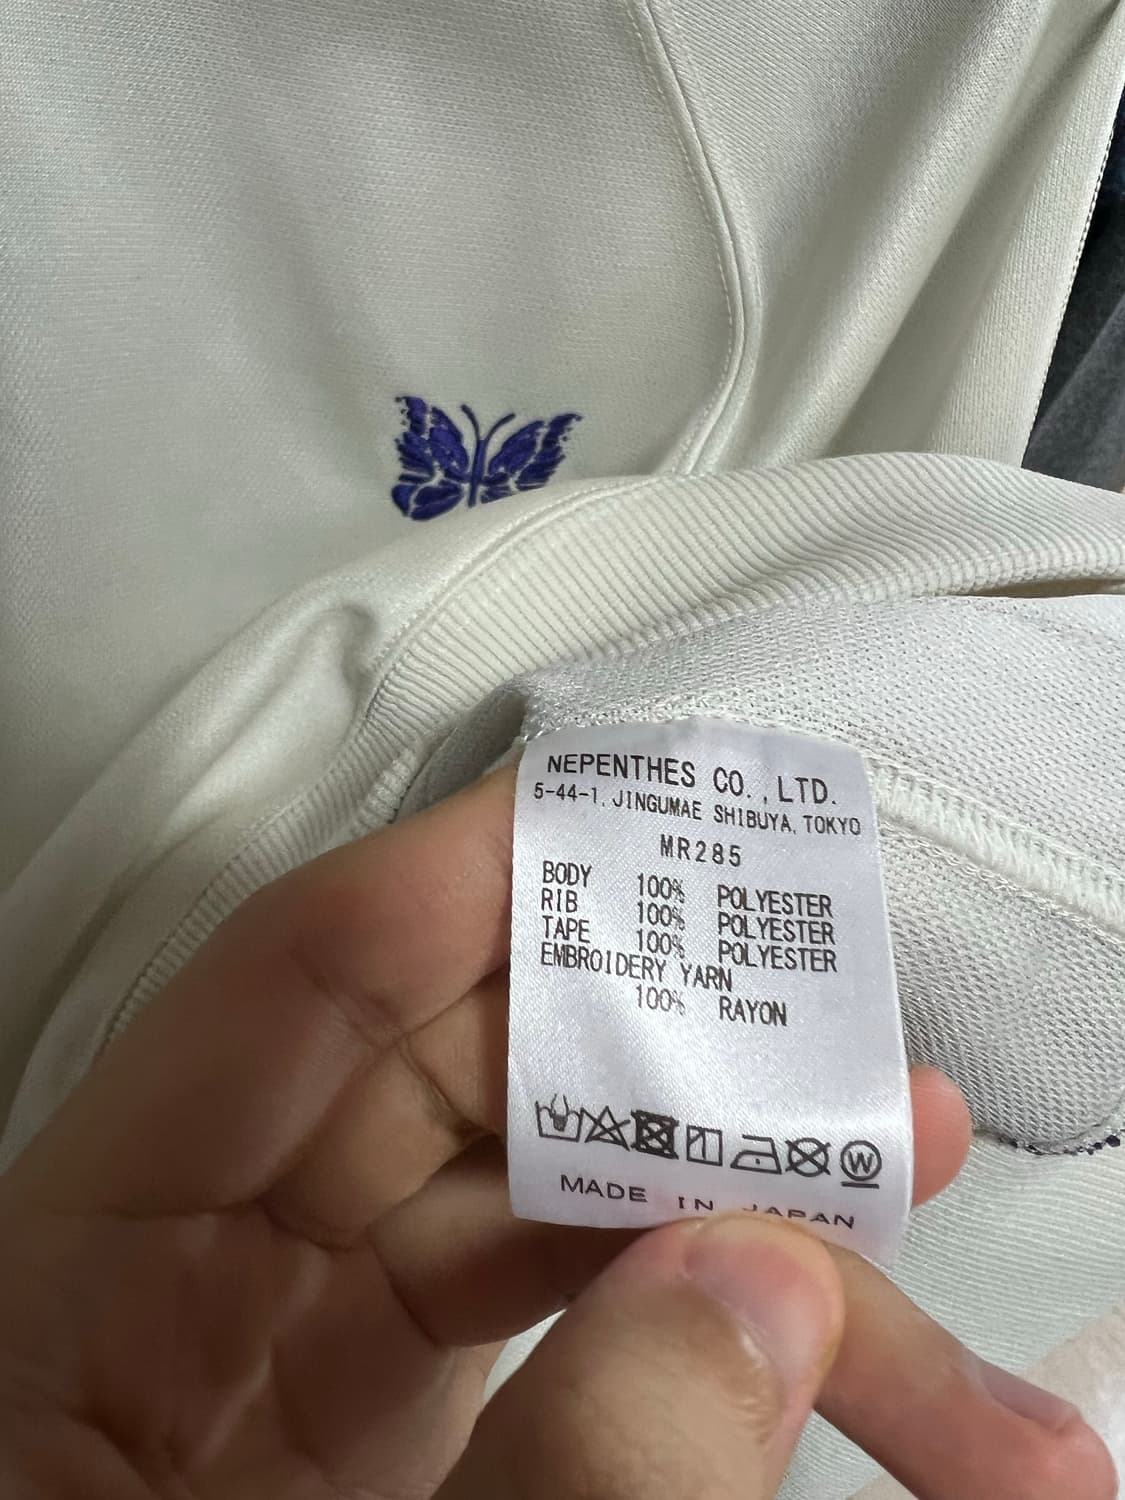 NEPENTHES CO., LTD.
5-44-1, JINGUMAE SHIBUYA, TOKYO
MR285
BODY 100% POLYESTER
RIB 100% POLYESTER
TAPE 100% POLYESTER
EMBROIDERY YARN
100% RAYON
W
MADE IN JAPAN